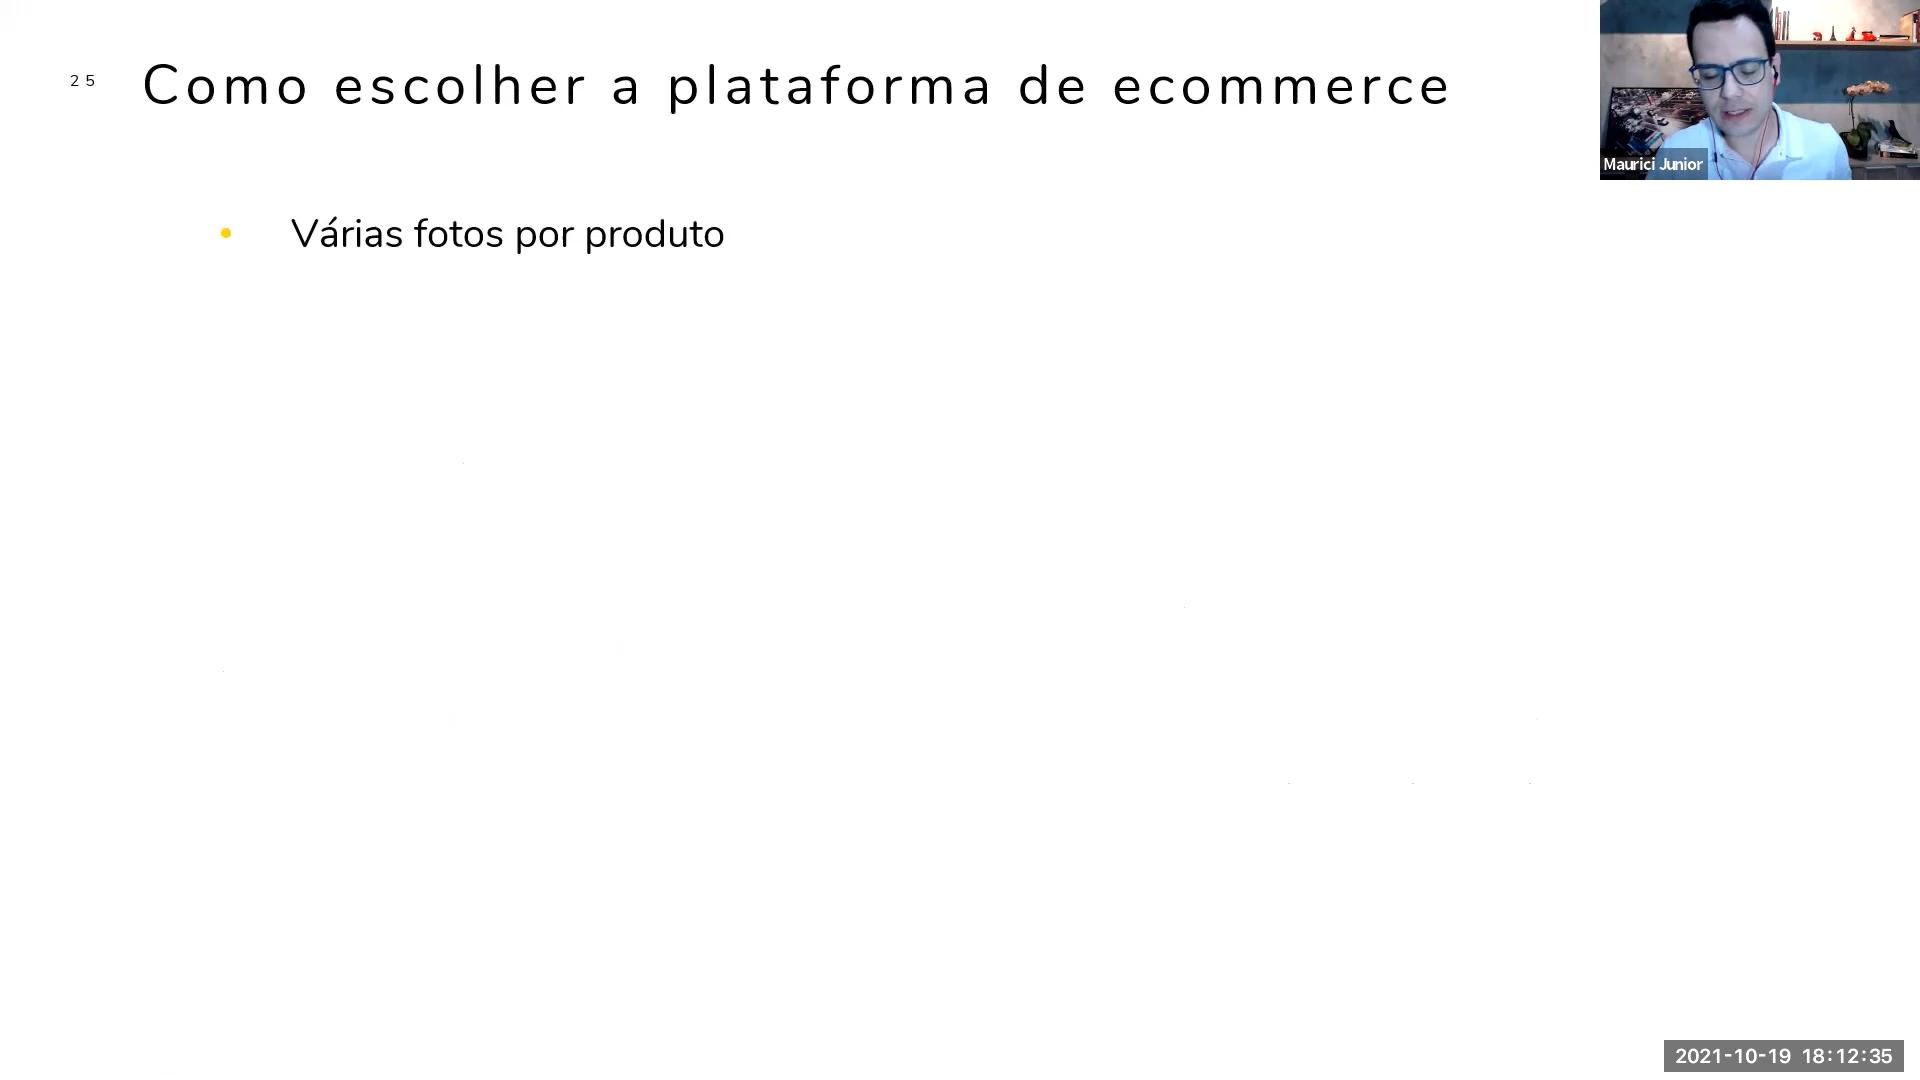 25
Como escolher a plataforma de ecommerce
Maurici Junior
• Várias fotos por produto
2021-10-19 18:12:35